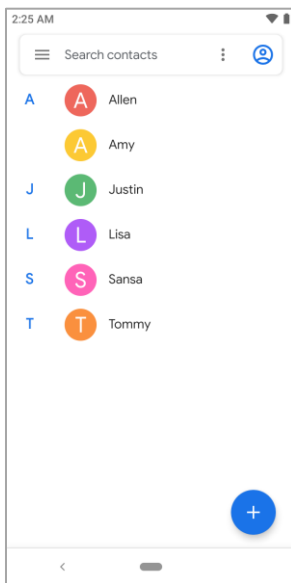 2:25 AM
Search contacts
A A Allen
A Amy
J J Justin
L L Lisa
S S Sansa
T T Tommy
+